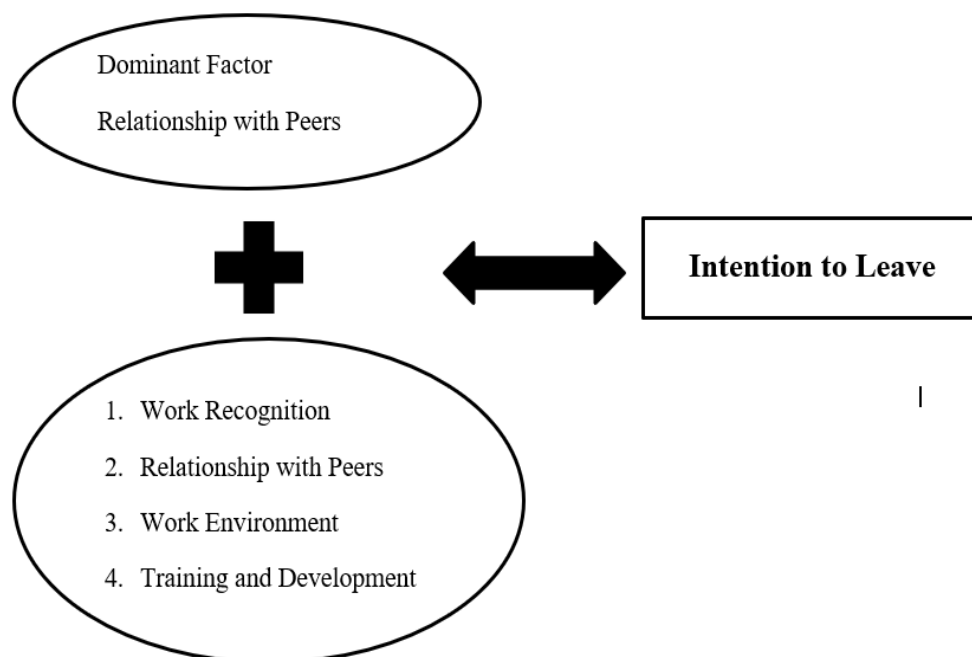 Dominant Factor
Relationship with Peers
Intention to Leave
1. Work Recognition
2. Relationship with Peers
3. Work Environment
4. Training and Development